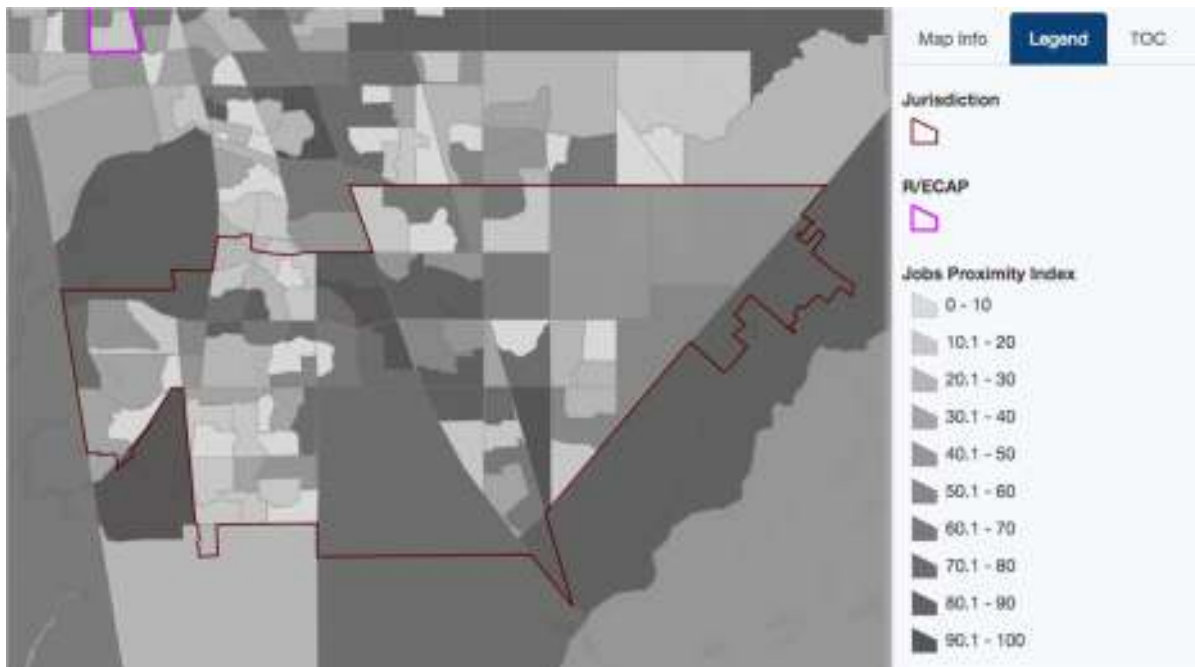 Map Info Legend TOC
Jurisdiction
R/ECAP
Jobs Proximity Index
0 - 10
10.1 - 20
20.1 - 30
30.1 - 40
40.1 - 50
50.1 - 60
60.1 - 70
70.1 - 80
80.1 - 90
90.1 - 100